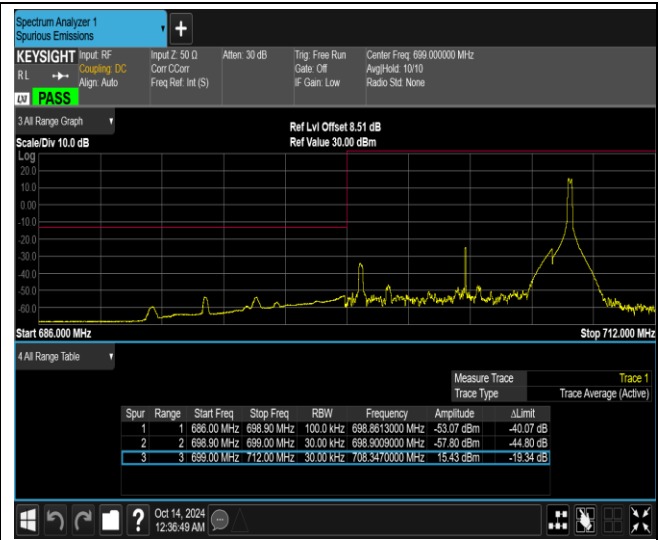 Spectrum Analyzer 1
Spurious Emissions
+
KEYSIGHT Input: RF Input Z: 50 Ω Atten: 30 dB Trig: Free Run Center Freq: 699.000000 MHz
RL Coupling: DC Corr CCorr Gate: Off Avg|Hold: 10/10
Align: Auto Freq Ref: Int (S) IF Gain: Low Radio Std: None
LXI PASS
3 All Range Graph
Ref Lvl Offset 8.51 dB
Scale/Div 10.0 dB Ref Value 30.00 dBm
Log
20.0
10.0
0.00
-10.0
-20.0
-30.0
-40.0
-50.0
-60.0
Start 686.000 MHz Stop 712.000 MHz
4 All Range Table
Measure Trace Trace 1
Trace Type Trace Average (Active)
Spur Range Start Freq Stop Freq RBW Frequency Amplitude ΔLimit
1 1 686.00 MHz 698.90 MHz 100.0 kHz 698.8613000 MHz -53.07 dBm -40.07 dB
2 2 698.90 MHz 699.00 MHz 30.00 kHz 698.9009000 MHz -57.80 dBm -44.80 dB
3 3 699.00 MHz 712.00 MHz 30.00 kHz 708.3470000 MHz 15.43 dBm -19.34 dB
? Oct 14, 2024
12:36:49 AM